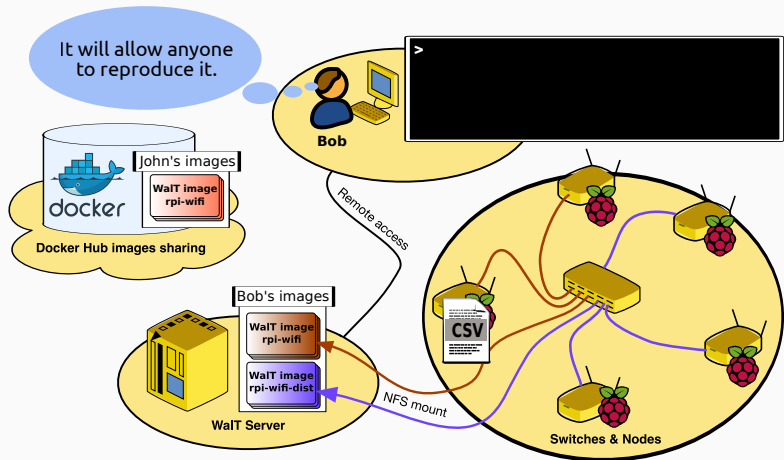 It will allow anyone
to reproduce it.
>
Bob
John's images
WalT image
rpi-wifi
docker
Docker Hub images sharing
Remote access
Bob's images
WalT image
rpi-wifi
WalT image
rpi-wifi-dist
WalT Server
NFS mount
CSV
Switches & Nodes